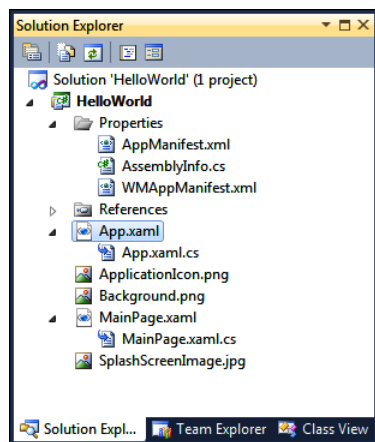 Solution Explorer
Solution 'HelloWorld' (1 project)
HelloWorld
Properties
AppManifest.xml
AssemblyInfo.cs
WMAppManifest.xml
References
App.xaml
App.xaml.cs
ApplicationIcon.png
Background.png
MainPage.xaml
MainPage.xaml.cs
SplashScreenImage.jpg
Solution Expl... Team Explorer Class View